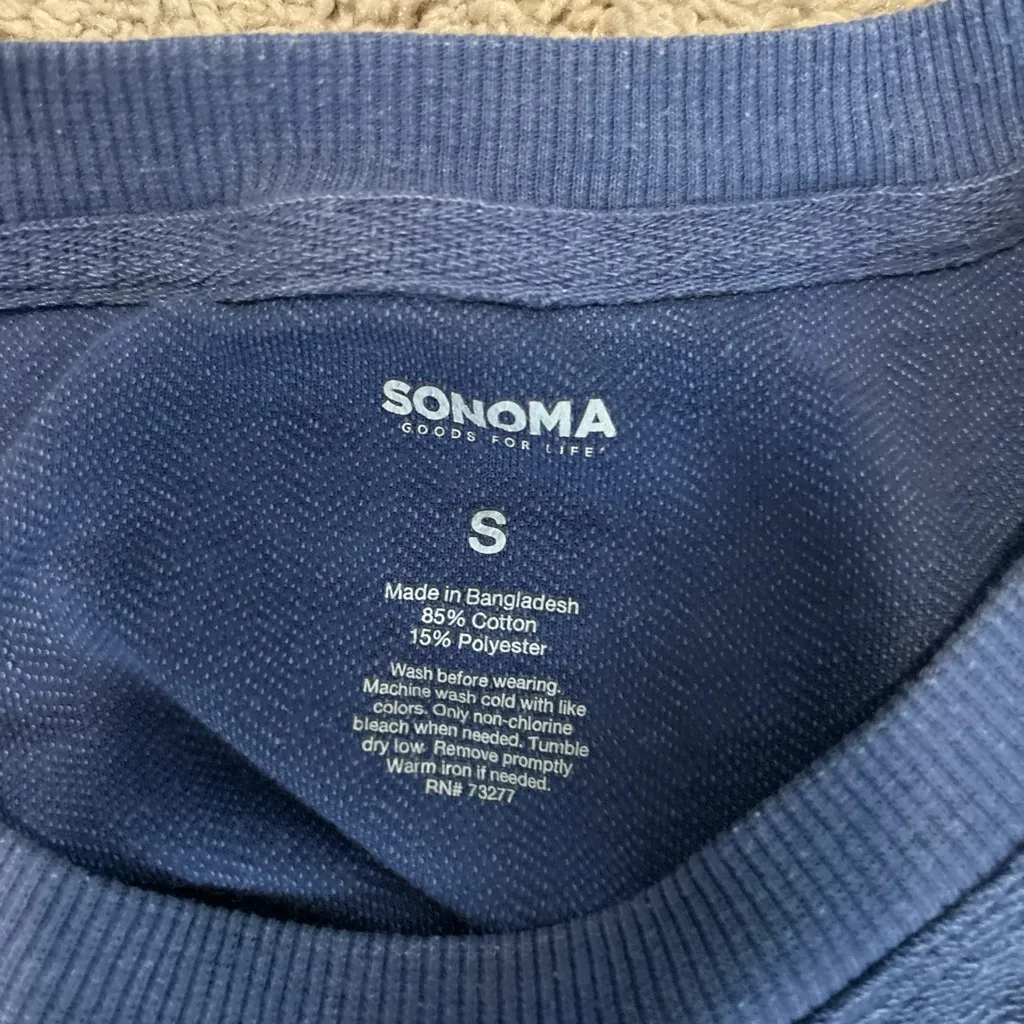 SONOMA
GOODS FOR LIFE
S
Made in Bangladesh
85% Cotton
15% Polyester
Wash before wearing.
Machine wash cold with like
colors. Only non-chlorine
bleach when needed. Tumble
dry low. Remove promptly
Warm iron if needed.
RN# 73277